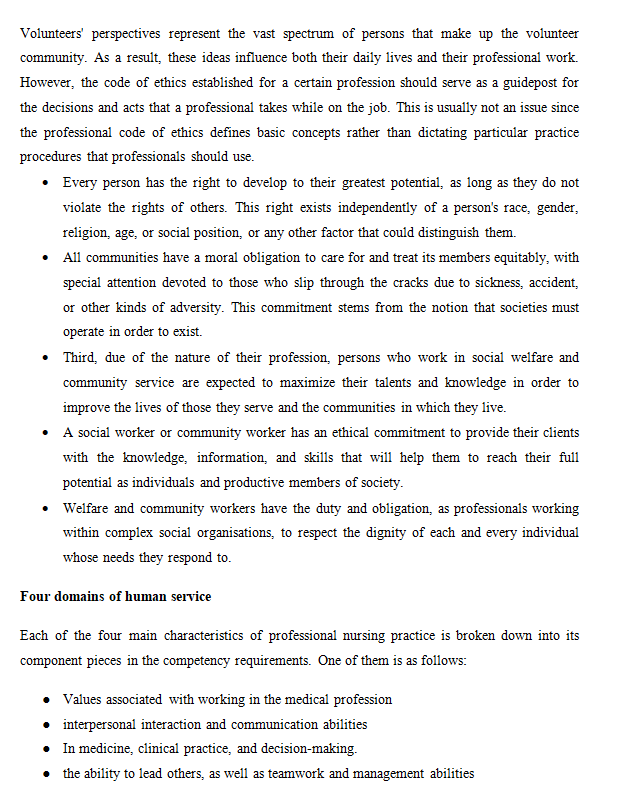 Volunteers' perspectives represent the vast spectrum of persons that make up the volunteer
community. As a result, these ideas influence both their daily lives and their professional work.
However, the code of ethics established for a certain profession should serve as a guidepost for
the decisions and acts that a professional takes while on the job. This is usually not an issue since
the professional code of ethics defines basic concepts rather than dictating particular practice
procedures that professionals should use.
• Every person has the right to develop to their greatest potential, as long as they do not
violate the rights of others. This right exists independently of a person's race, gender,
religion, age, or social position, or any other factor that could distinguish them.
• All communities have a moral obligation to care for and treat its members equitably, with
special attention devoted to those who slip through the cracks due to sickness, accident,
or other kinds of adversity. This commitment stems from the notion that societies must
operate in order to exist.
• Third, due of the nature of their profession, persons who work in social welfare and
community service are expected to maximize their talents and knowledge in order to
improve the lives of those they serve and the communities in which they live.
• A social worker or community worker has an ethical commitment to provide their clients
with the knowledge, information, and skills that will help them to reach their full
potential as individuals and productive members of society.
• Welfare and community workers have the duty and obligation, as professionals working
within complex social organisations, to respect the dignity of each and every individual
whose needs they respond to.
Four domains of human service
Each of the four main characteristics of professional nursing practice is broken down into its
component pieces in the competency requirements. One of them is as follows:
• Values associated with working in the medical profession
• interpersonal interaction and communication abilities
• In medicine, clinical practice, and decision-making.
• the ability to lead others, as well as teamwork and management abilities